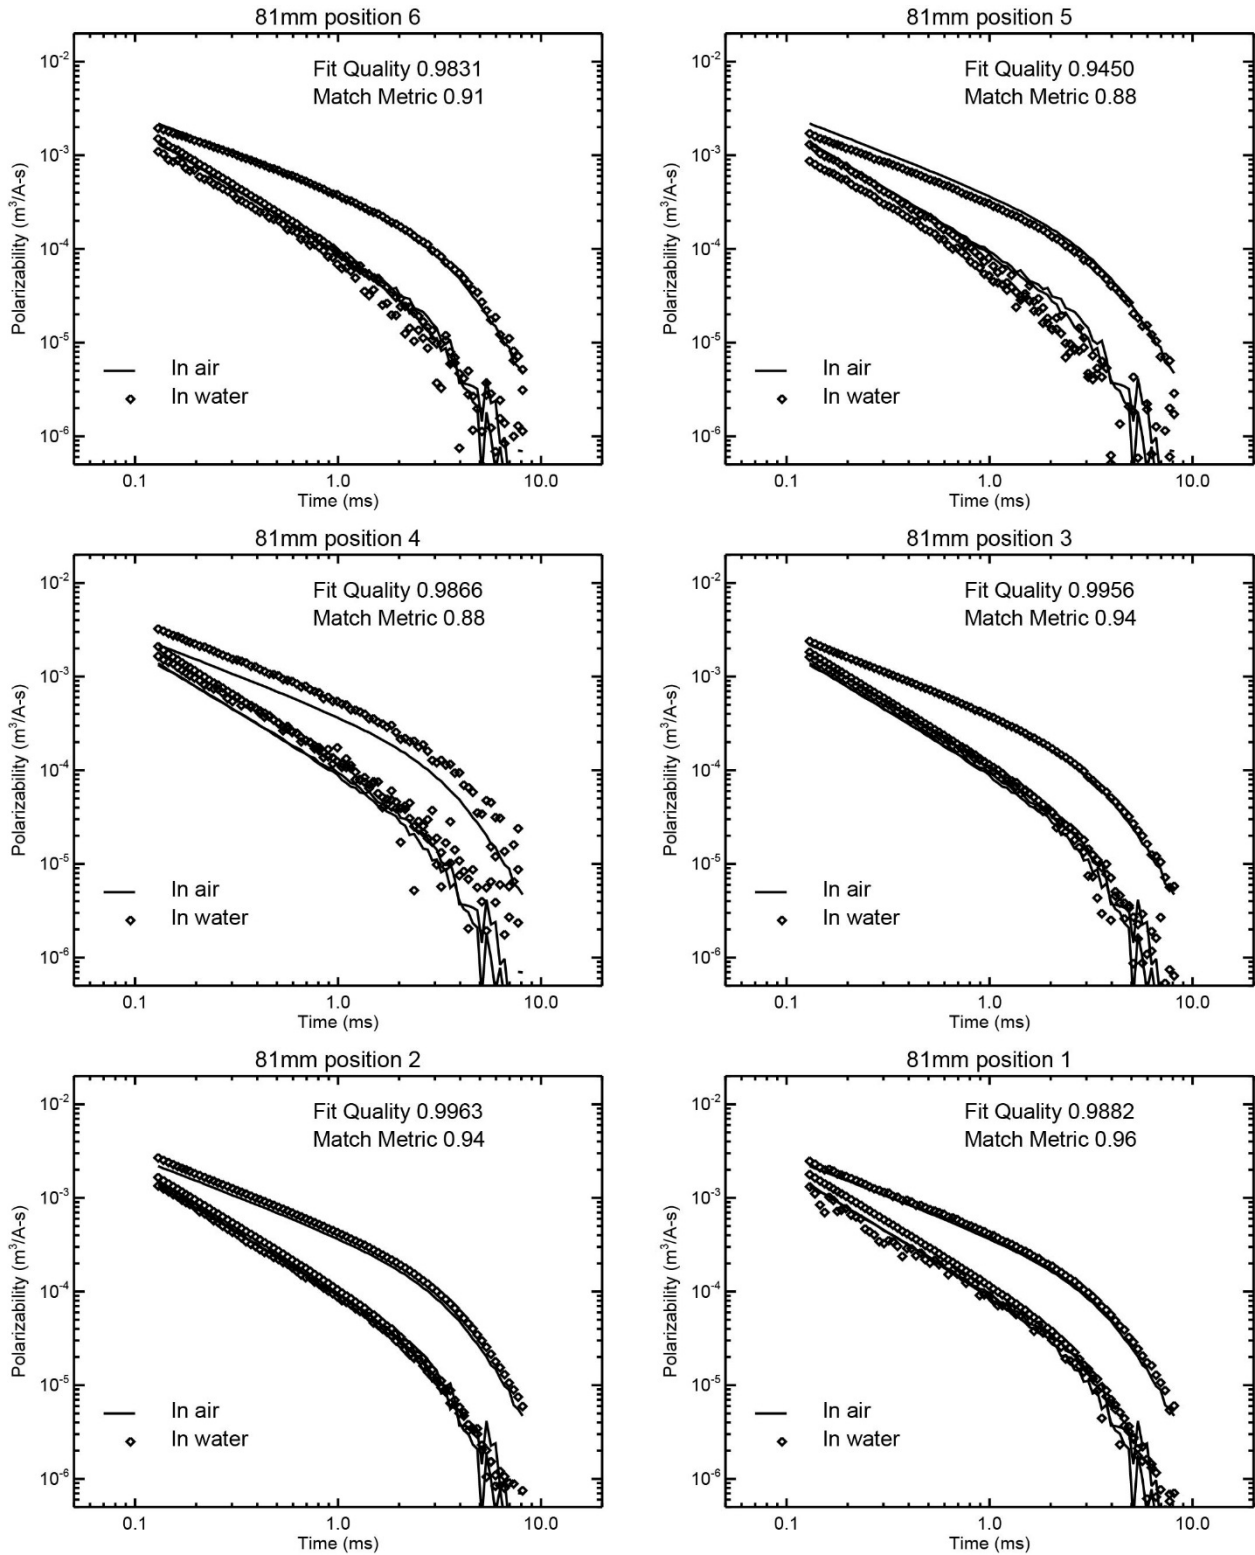 81mm position 6
Fit Quality 0.9831
Match Metric 0.91
10⁻²
10⁻³
10⁻⁴
10⁻⁵
10⁻⁶
Polarizability (m³/A-s)
In air
In water
0.1 1.0 10.0
Time (ms)
81mm position 5
Fit Quality 0.9450
Match Metric 0.88
10⁻²
10⁻³
10⁻⁴
10⁻⁵
10⁻⁶
Polarizability (m³/A-s)
In air
In water
0.1 1.0 10.0
Time (ms)
81mm position 4
Fit Quality 0.9866
Match Metric 0.88
10⁻²
10⁻³
10⁻⁴
10⁻⁵
10⁻⁶
Polarizability (m³/A-s)
In air
In water
0.1 1.0 10.0
Time (ms)
81mm position 3
Fit Quality 0.9956
Match Metric 0.94
10⁻²
10⁻³
10⁻⁴
10⁻⁵
10⁻⁶
Polarizability (m³/A-s)
In air
In water
0.1 1.0 10.0
Time (ms)
81mm position 2
Fit Quality 0.9963
Match Metric 0.94
10⁻²
10⁻³
10⁻⁴
10⁻⁵
10⁻⁶
Polarizability (m³/A-s)
In air
In water
0.1 1.0 10.0
Time (ms)
81mm position 1
Fit Quality 0.9882
Match Metric 0.96
10⁻²
10⁻³
10⁻⁴
10⁻⁵
10⁻⁶
Polarizability (m³/A-s)
In air
In water
0.1 1.0 10.0
Time (ms)